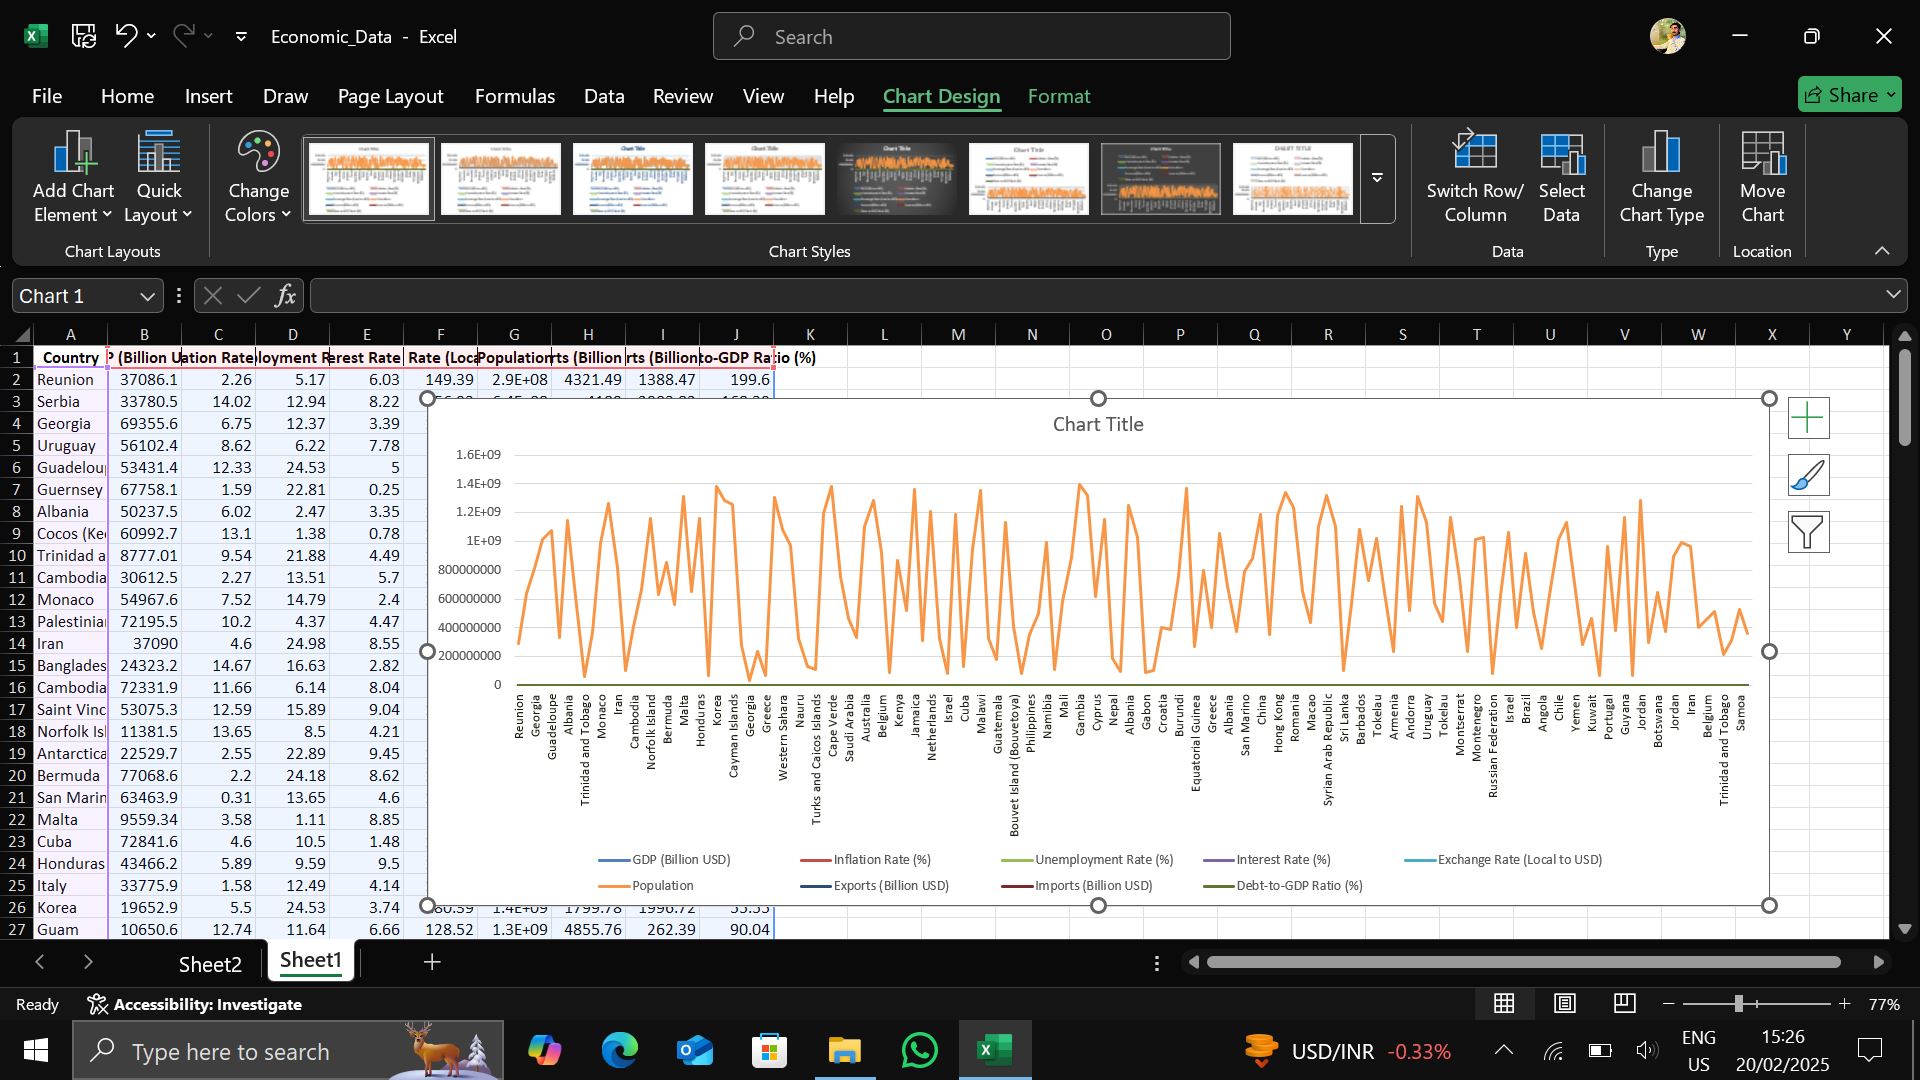 Economic_Data - Excel
Search
File Home Insert Draw Page Layout Formulas Data Review View Help Chart Design Format Share
Add Chart Element
Quick Layout
Change Colors
Switch Row/ Column
Select Data
Change Chart Type
Move Chart
Chart Layouts Chart Styles Data Type Location
Chart 1 fx
A B C D E F G H I J K L M N O P Q R S T U V W X Y
1 Country (Billion U ation Rate loyment R erest Rate Rate (Loca Population rts (Billion rts (Billion to-GDP Ratio (%)
2 Reunion 37086.1 2.26 5.17 6.03 149.39 2.9E+08 4321.49 1388.47 199.6
3 Serbia 33780.5 14.02 12.94 8.22
4 Georgia 69355.6 6.75 12.37 3.39
5 Uruguay 56102.4 8.62 6.22 7.78
6 Guadelou 53431.4 12.33 24.53 5
7 Guernsey 67758.1 1.59 22.81 0.25
8 Albania 50237.5 6.02 2.47 3.35
9 Cocos (Kee 60992.7 13.1 1.38 0.78
10 Trinidad a 8777.01 9.54 21.88 4.49
11 Cambodia 30612.5 2.27 13.51 5.7
12 Monaco 54967.6 7.52 14.79 2.4
13 Palestinia 72195.5 10.2 4.37 4.47
14 Iran 37090 4.6 24.98 8.55
15 Banglades 24323.2 14.67 16.63 2.82
16 Cambodia 72331.9 11.66 6.14 8.04
17 Saint Vinc 53075.3 12.59 15.89 9.04
18 Norfolk Isl 11381.5 13.65 8.5 4.21
19 Antarctica 22529.7 2.55 22.89 9.45
20 Bermuda 77068.6 2.2 24.18 8.62
21 San Marin 63463.9 0.31 13.65 4.6
22 Malta 9559.34 3.58 1.11 8.85
23 Cuba 72841.6 4.6 10.5 1.48
24 Honduras 43466.2 5.89 9.59 9.5
25 Italy 33775.9 1.58 12.49 4.14
26 Korea 19652.9 5.5 24.53 3.74
27 Guam 10650.6 12.74 11.64 6.66 128.52 1.3E+09 4855.76 262.39 90.04
Chart Title
1.6E+09
1.4E+09
1.2E+09
1E+09
800000000
600000000
400000000
200000000
0
Reunion
Georgia
Guadeloupe
Albania
Trinidad and Tobago
Monaco
Iran
Cambodia
Norfolk Island
Bermuda
Malta
Honduras
Korea
Cayman Islands
Georgia
Greece
Western Sahara
Nauru
Turks and Caicos Islands
Cape Verde
Saudi Arabia
Australia
Belgium
Kenya
Jamaica
Netherlands
Israel
Cuba
Malawi
Guatemala
Bouvet Island (Bouvetoya)
Philippines
Namibia
Mali
Gambia
Cyprus
Nepal
Albania
Gabon
Croatia
Burundi
Equatorial Guinea
Greece
Albania
San Marino
China
Hong Kong
Romania
Macao
Syrian Arab Republic
Sri Lanka
Barbados
Tokelau
Armenia
Andorra
Uruguay
Tokelau
Montserrat
Montenegro
Russian Federation
Israel
Brazil
Angola
Chile
Yemen
Kuwait
Portugal
Guyana
Jordan
Botswana
Jordan
Iran
Belgium
Trinidad and Tobago
Samoa
GDP (Billion USD) Inflation Rate (%) Unemployment Rate (%) Interest Rate (%) Exchange Rate (Local to USD)
Population Exports (Billion USD) Imports (Billion USD) Debt-to-GDP Ratio (%)
Sheet2 Sheet1
Ready Accessibility: Investigate 77%
Type here to search USD/INR -0.33% ENG US 15:26 20/02/2025